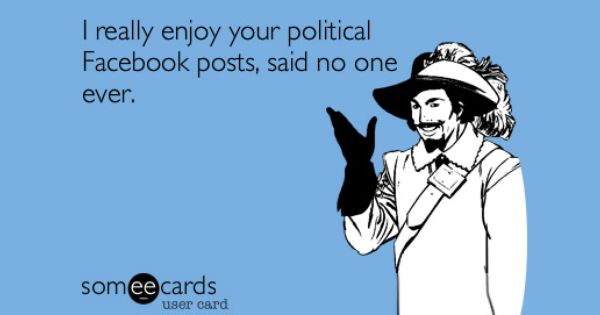 I really enjoy your political
Facebook posts, said no one
ever.
someecards
user card